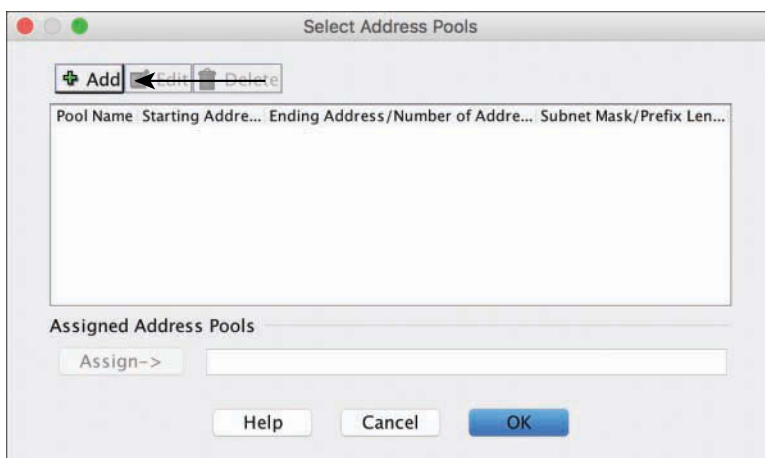 Select Address Pools
Add Edit Delete
Pool Name Starting Addre... Ending Address/Number of Addre... Subnet Mask/Prefix Len...
Assigned Address Pools
Assign->
Help Cancel OK